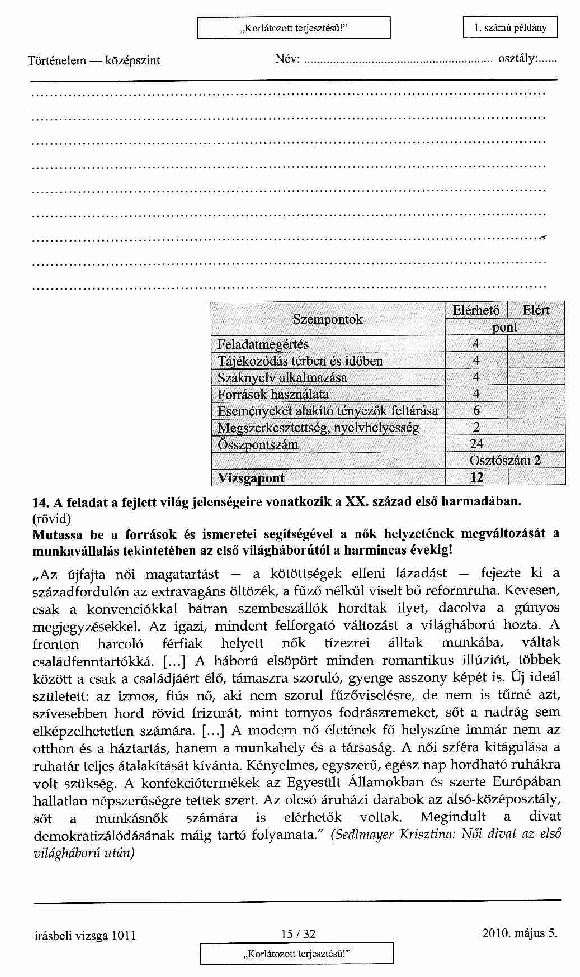 „Korlátozott terjesztésű!”
1. számú példány
Történelem — középszint
Név: ............................................................ osztály:......
Szempontok
Elérhető
Elért
pont
Feladatmegértés 4
Tájékozódás térben és időben 4
Szaknyelv alkalmazása 4
Források használata 4
Eseményeket alakító tényezők feltárása 6
Megszerkesztettség, nyelvhelyesség 2
Összpontszám 24
Osztószám 2
Vizsgapont 12
14. A feladat a fejlett világ jelenségeire vonatkozik a XX. század első harmadában.
(rövid)
Mutassa be a források és ismeretei segítségével a nők helyzetének megváltozását a
munkavállalás tekintetében az első világháborútól a harmincas évekig!
„Az újfajta női magatartást — a kötöttségek elleni lázadást — fejezte ki a
századfordulón az extravagáns öltözék, a fűző nélkül viselt bő reformruha. Kevesen,
csak a konvenciókkal bátran szembeszállók hordtak ilyet, dacolva a gúnyos
megjegyzésekkel. Az igazi, mindent felforgató változást a világháború hozta. A
fronton harcoló férfiak helyett nők tízezrei álltak munkába, váltak
családfenntartókká. [...] A háború elsöpört minden romantikus illúziót, többek
között a csak a családjáért élő, támaszra szoruló, gyenge asszony képét is. Új ideál
született: az izmos, fiús nő, aki nem szorul fűzőviselésre, de nem is tűrné azt,
szívesebben hord rövid frizurát, mint tornyos fodrászremeket, sőt a nadrág sem
elképzelhetetlen számára. [...] A modern nő életének fő helyszíne immár nem az
otthon és a háztartás, hanem a munkahely és a társaság. A női szféra kitágulása a
ruhatár teljes átalakítását kívánta. Kényelmes, egyszerű, egész nap hordható ruhákra
volt szükség. A konfekciótermékek az Egyesült Államokban és szerte Európában
hallatlan népszerűségre tettek szert. Az olcsó áruházi darabok az alsó-középosztály,
sőt a munkásnők számára is elérhetők voltak. Megindult a divat
demokratizálódásának máig tartó folyamata.” (Sedlmayer Krisztina: Női divat az első
világháború után)
írásbeli vizsga 1011
15 / 32
2010. május 5.
„Korlátozott terjesztésű!”